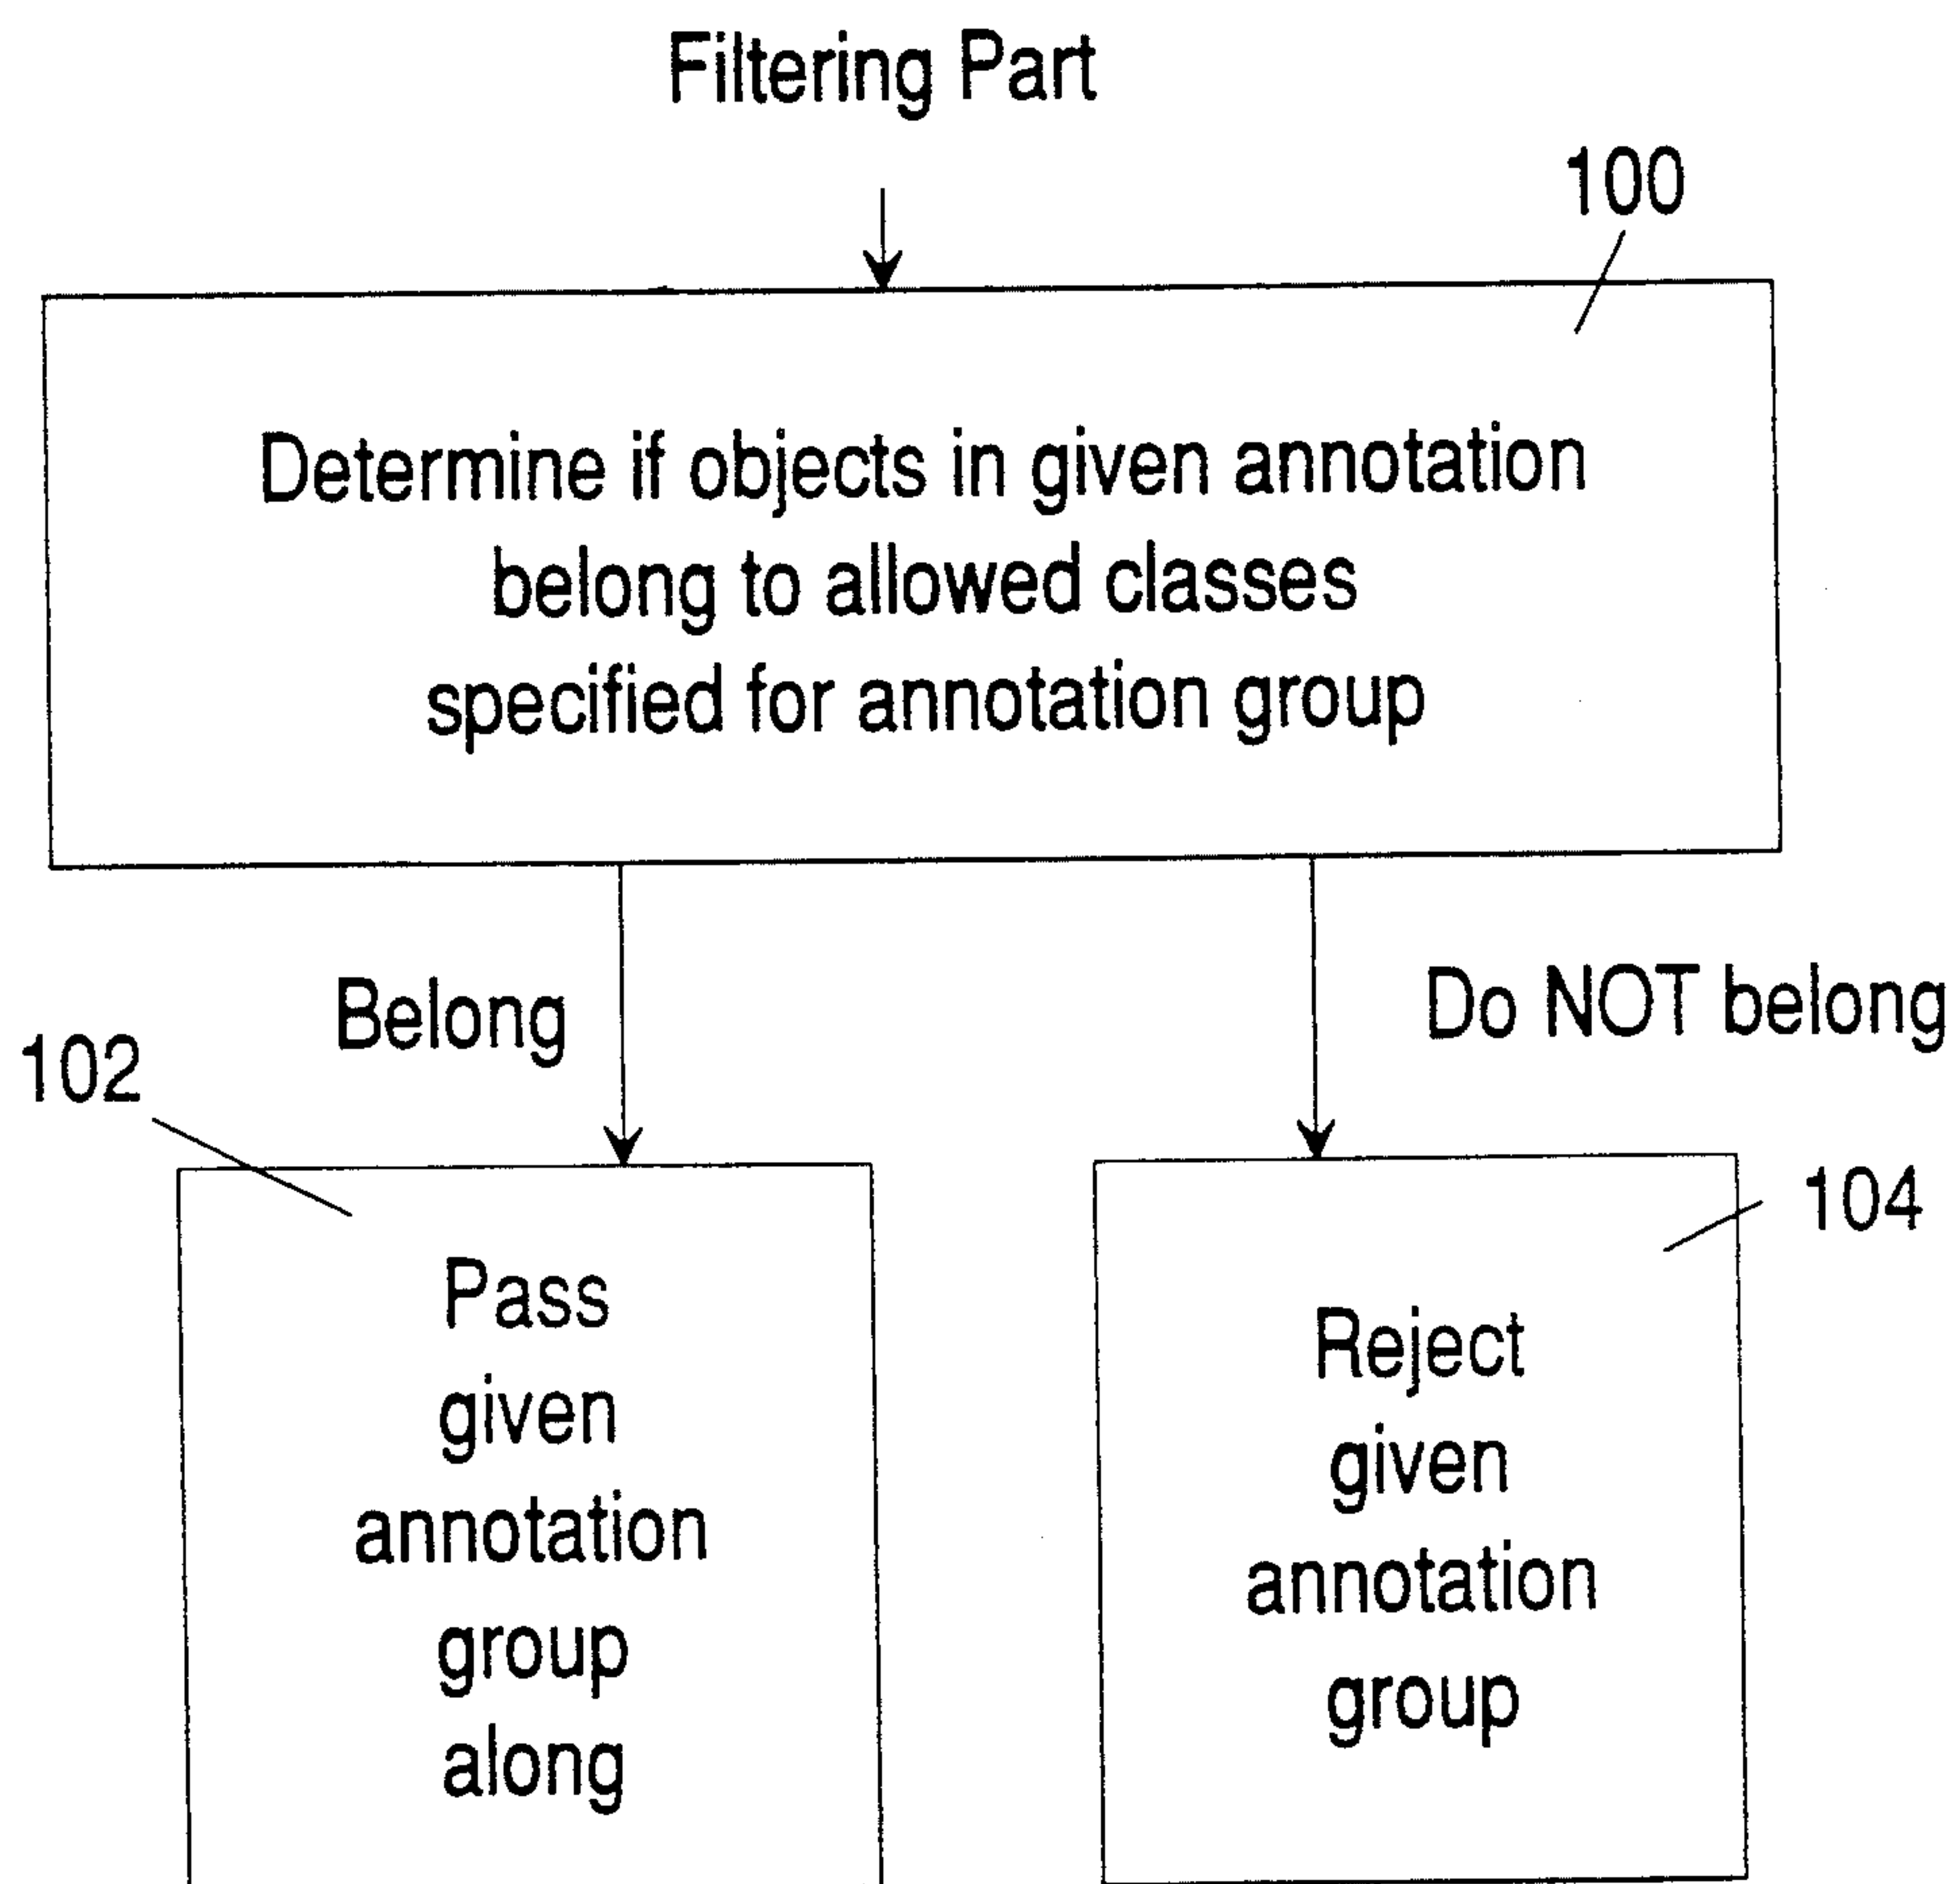 Filtering Part
100
Determine if objects in given annotation
belong to allowed classes
specified for annotation group
Belong
Do NOT belong
102
104
Pass
given
annotation
group
along
Reject
given
annotation
group